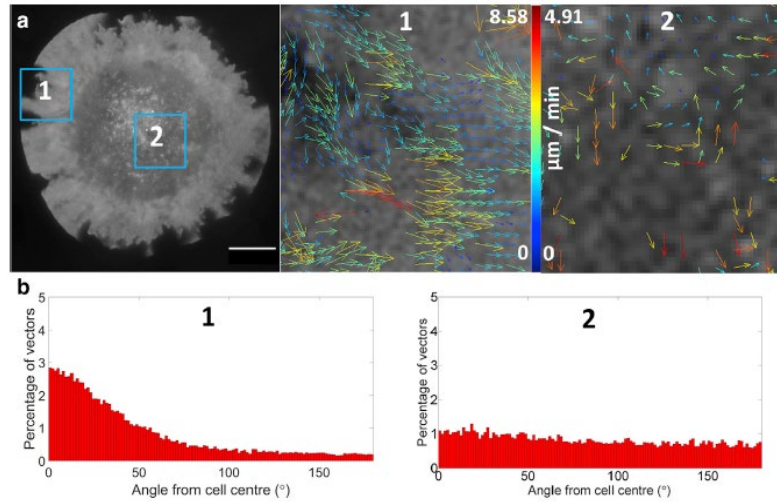 a
1
2
1
8.58
0
4.91
µm / min
0
2
b
1
Percentage of vectors
5
4
3
2
1
0
0 50 100 150
Angle from cell centre (°)
2
Percentage of vectors
5
4
3
2
1
0
0 50 100 150
Angle from cell centre (°)